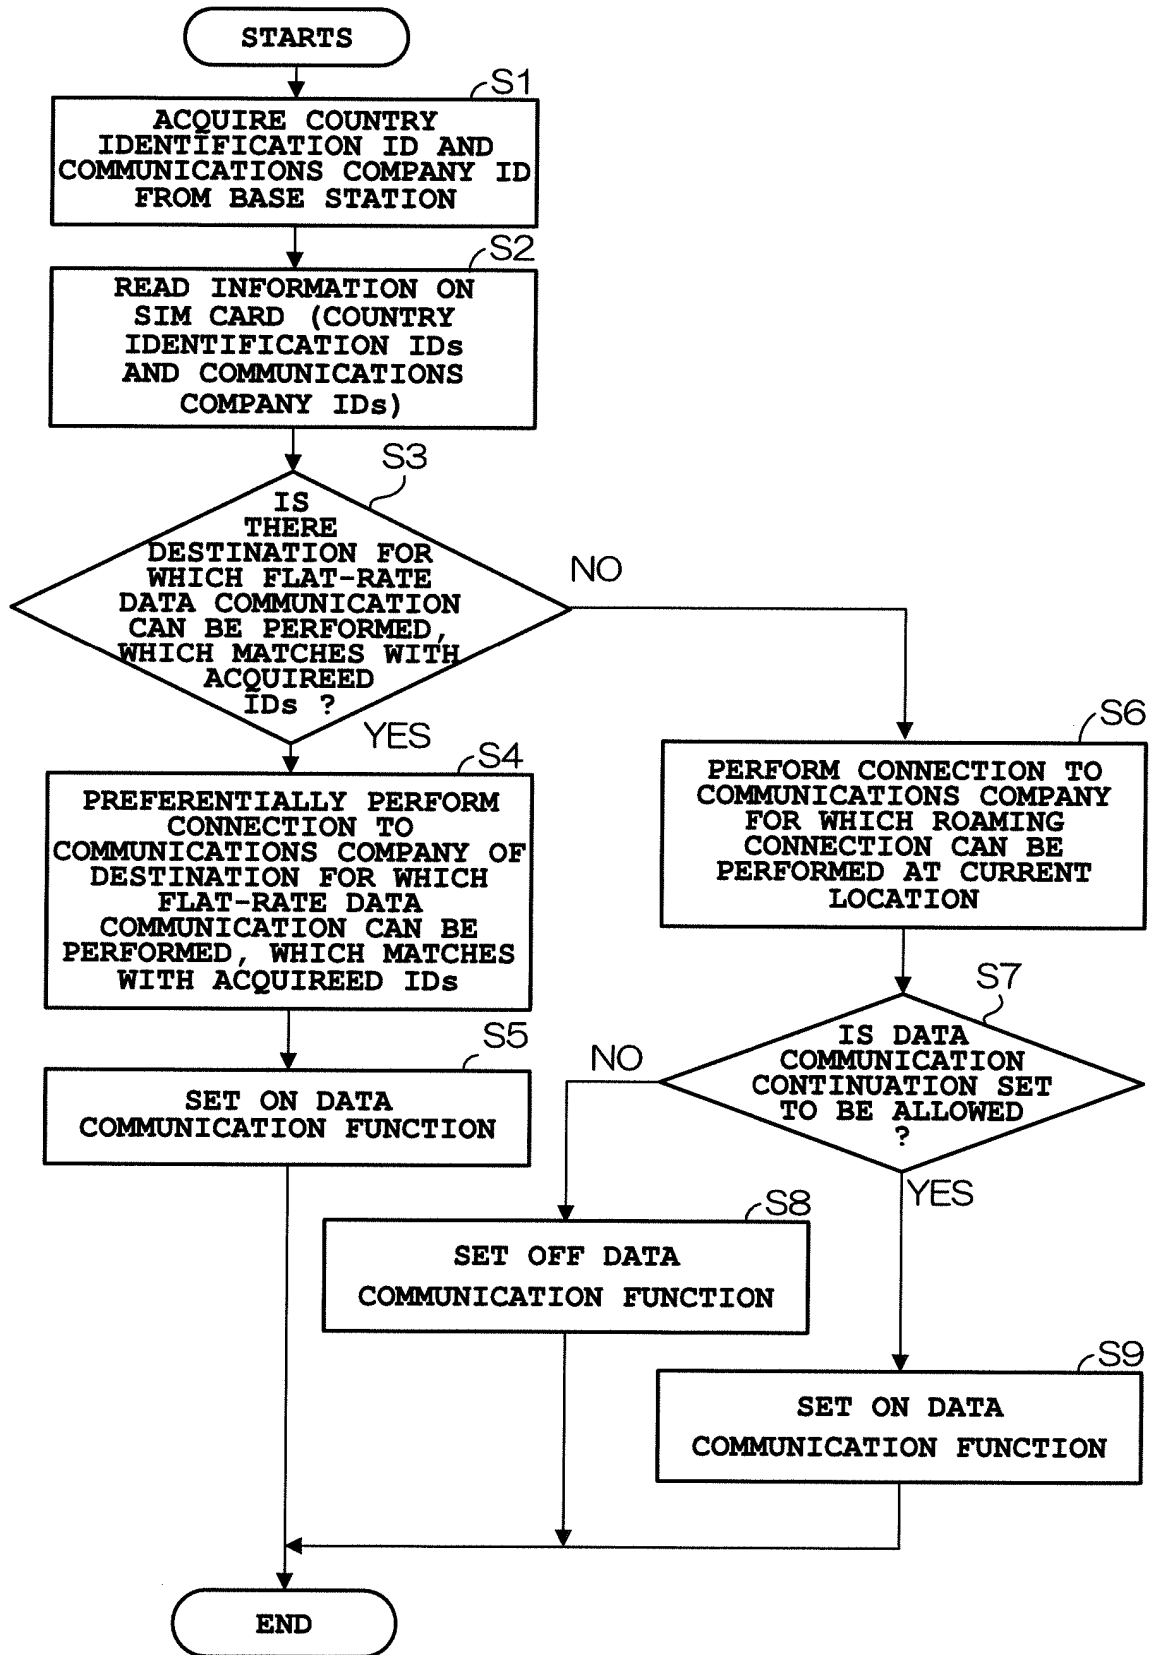 STARTS
S1
ACQUIRE COUNTRY
IDENTIFICATION ID AND
COMMUNICATIONS COMPANY ID
FROM BASE STATION
S2
READ INFORMATION ON
SIM CARD (COUNTRY
IDENTIFICATION IDs
AND COMMUNICATIONS
COMPANY IDs)
S3
IS
THERE
DESTINATION FOR
WHICH FLAT-RATE
DATA COMMUNICATION
CAN BE PERFORMED,
WHICH MATCHES WITH
ACQUIREED
IDs ?
NO
YES
S4
PREFERENTIALLY PERFORM
CONNECTION TO
COMMUNICATIONS COMPANY OF
DESTINATION FOR WHICH
FLAT-RATE DATA
COMMUNICATION CAN BE
PERFORMED, WHICH MATCHES
WITH ACQUIREED IDs
S5
SET ON DATA
COMMUNICATION FUNCTION
S6
PERFORM CONNECTION TO
COMMUNICATIONS COMPANY
FOR WHICH ROAMING
CONNECTION CAN BE
PERFORMED AT CURRENT
LOCATION
S7
IS DATA
COMMUNICATION
CONTINUATION SET
TO BE ALLOWED
?
NO
YES
S8
SET OFF DATA
COMMUNICATION FUNCTION
S9
SET ON DATA
COMMUNICATION FUNCTION
END